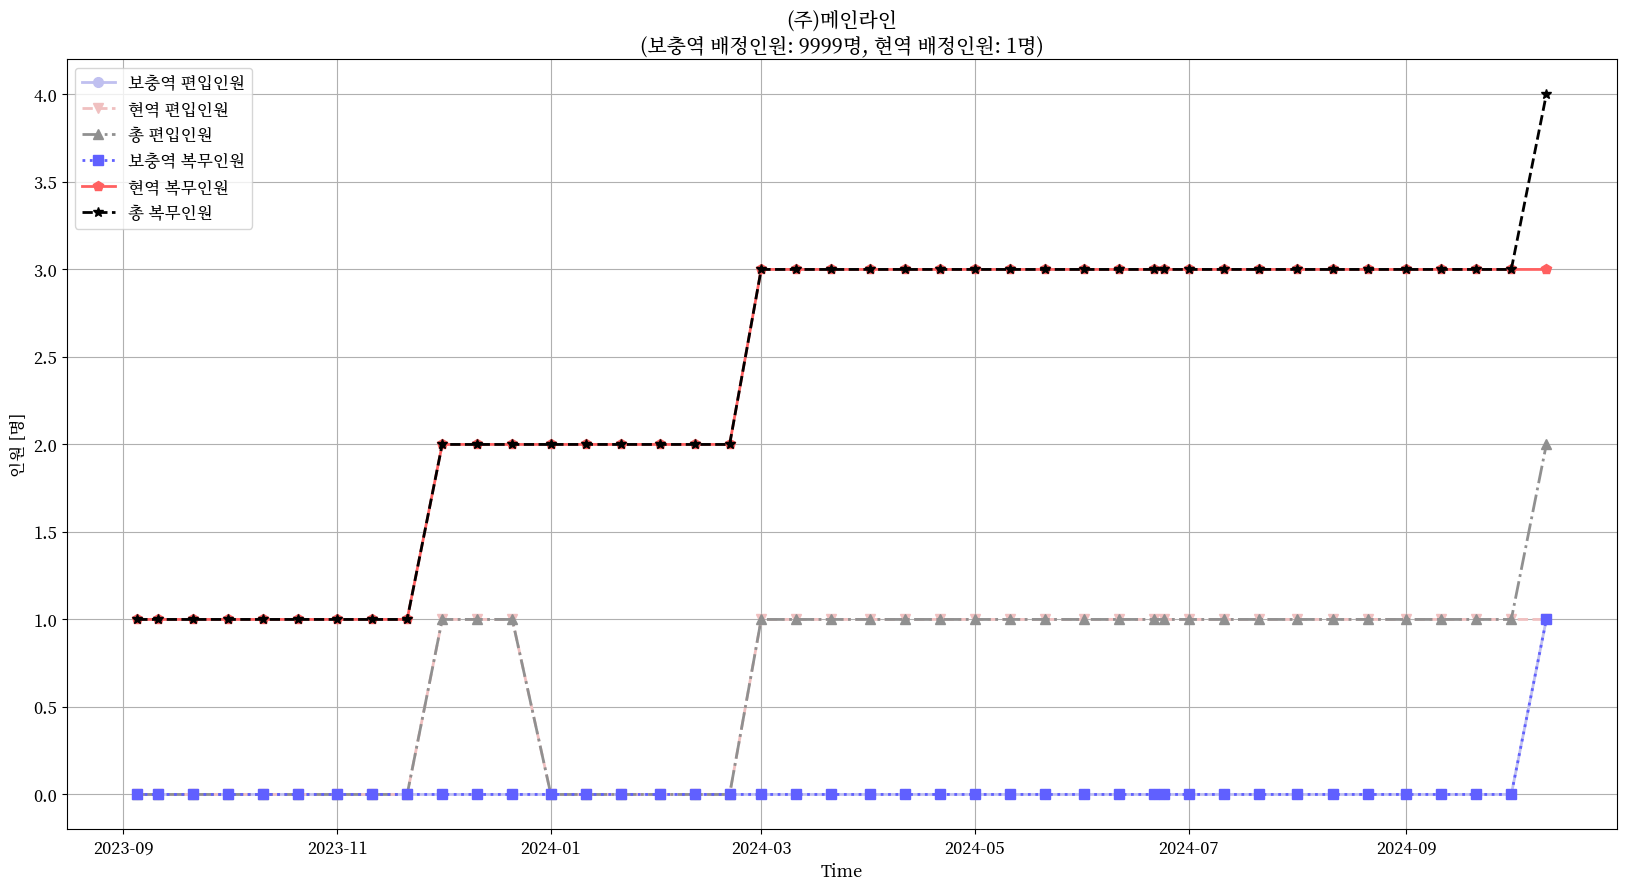 (주)메인라인
(보충역 배정인원: 9999명, 현역 배정인원: 1명)
보충역 편입인원
현역 편입인원
총 편입인원
보충역 복무인원
현역 복무인원
총 복무인원
4.0
3.5
3.0
2.5
2.0
1.5
1.0
0.5
0.0
인원 [명]
2023-09
2023-11
2024-01
2024-03
2024-05
2024-07
2024-09
Time